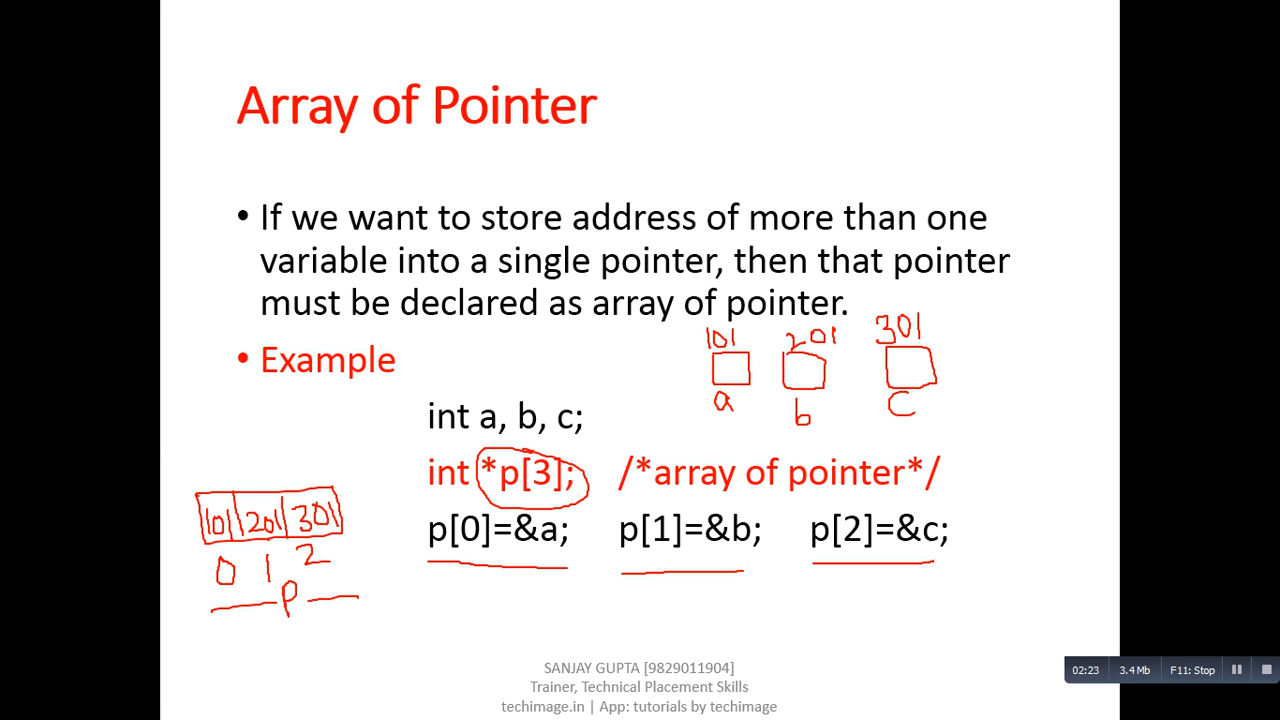 Array of Pointer
• If we want to store address of more than one
variable into a single pointer, then that pointer
must be declared as array of pointer.
101 201 301
• Example
a b c
int a, b, c;
int *p[3]; /*array of pointer*/
101 201 301
p[0]=&a; p[1]=&b; p[2]=&c;
0 1 2
p
SANJAY GUPTA [9829011904]
Trainer, Technical Placement Skills
techimage.in | App: tutorials by techimage
02:23 3.4 Mb F11: Stop